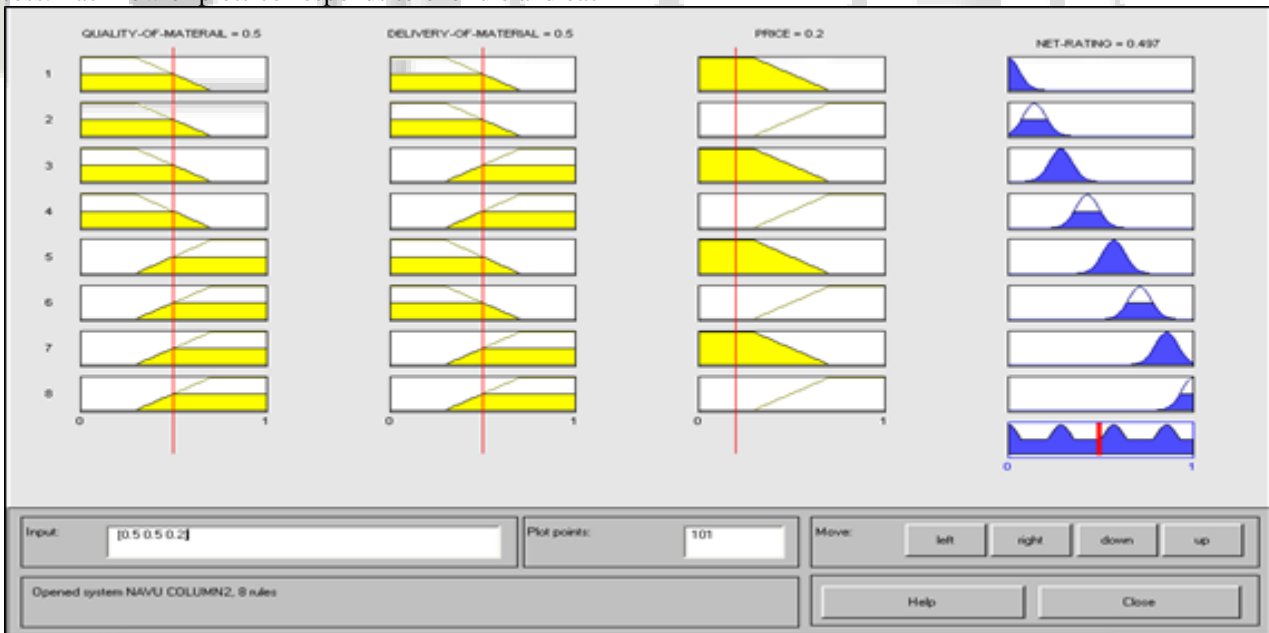 QUALITY-OF-MATERAIL = 0.5
DELIVERY-OF-MATERIAL = 0.5
PRICE = 0.2
NET-RATING = 0.497
1
2
3
4
5
6
7
8
0 1
0 1
0 1
0 1
Input: [0.5 0.5 0.2]
Plot points: 101
Move: left right down up
Opened system NAVU COLUMN2, 8 rules
Help Close